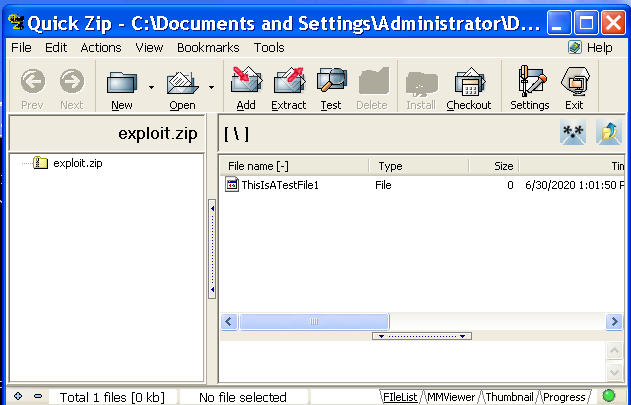 Quick Zip - C:\Documents and Settings\Administrator\D...
File Edit Actions View Bookmarks Tools Help
Prev Next New Open Add Extract Test Delete Install Checkout Settings Exit
exploit.zip [ \ ] *.*
File name [-] Type Size Tim
exploit.zip
ThisIsATestFile1 File 0 6/30/2020 1:01:50 P
Total 1 files [0 kb] No file selected FIleList MMViewer Thumbnail Progress